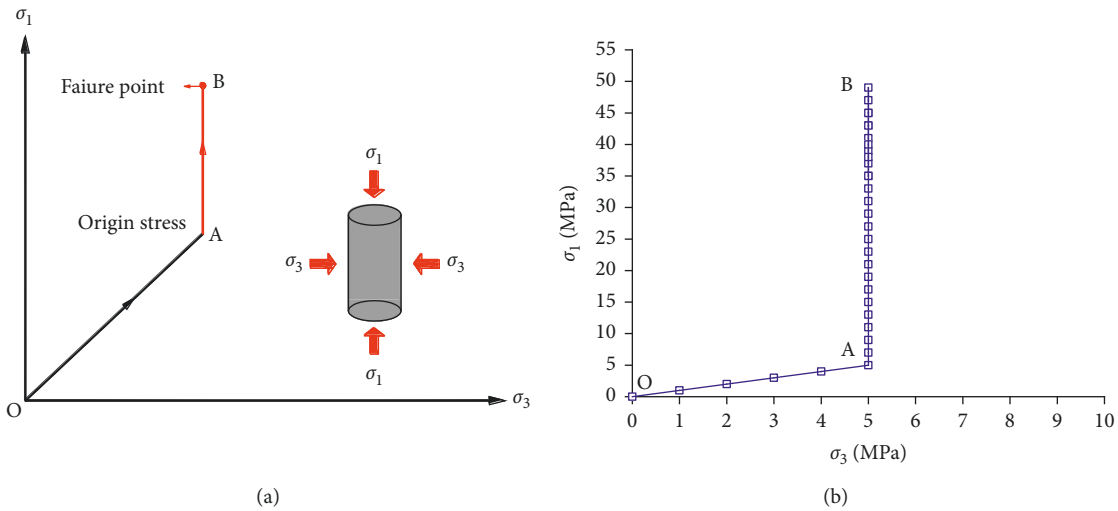 σ1
Faiure point
B
Origin stress
A
O
σ3
σ1
σ3
σ3
σ1
(a)
σ1 (MPa)
55
50
45
40
35
30
25
20
15
10
5
0
B
A
O
0 1 2 3 4 5 6 7 8 9 10
σ3 (MPa)
(b)